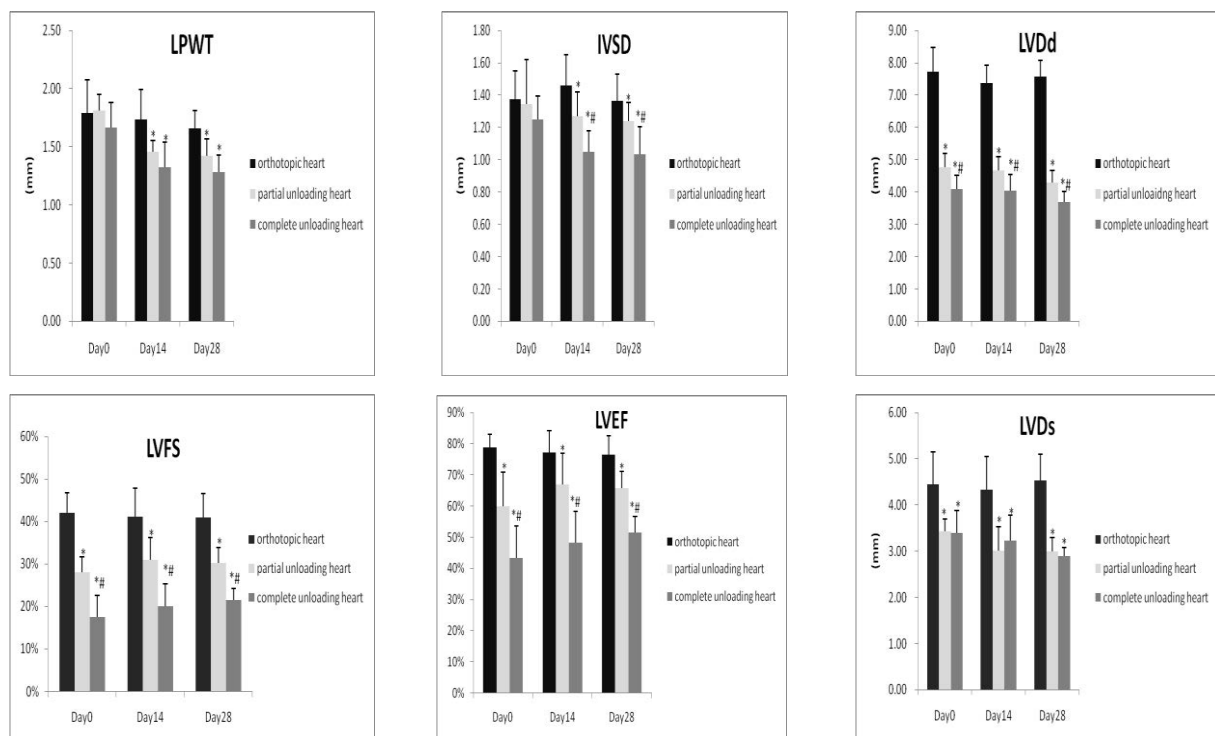 LPWT
2.50
2.00
1.50
1.00
0.50
0.00
(mm)
* *
* *
Day0 Day14 Day28
orthotopic heart
partial unloading heart
complete unloading heart
IVSD
1.80
1.60
1.40
1.20
1.00
0.80
0.60
0.40
0.20
0.00
(mm)
* *#
* *#
Day0 Day14 Day28
orthotopic heart
partial unloading heart
complete unloading heart
LVDd
9.00
8.00
7.00
6.00
5.00
4.00
3.00
2.00
1.00
0.00
(mm)
* *#
* *#
* *#
Day0 Day14 Day28
orthotopic heart
partial unloaidng heart
complete unloading heart
LVFS
60%
50%
40%
30%
20%
10%
0%
* *#
* *#
* *#
Day0 Day14 Day28
orthotopic heart
partial unloading heart
complete unloading heart
LVEF
90%
80%
70%
60%
50%
40%
30%
20%
10%
0%
* *#
* *#
* *#
Day0 Day14 Day28
orthotopic heart
partial unloading heart
complete unloading heart
LVDs
6.00
5.00
4.00
3.00
2.00
1.00
0.00
(mm)
* *
* *
* *
Day0 Day14 Day28
orthotopic heart
partial unloading heart
complete unloading heart